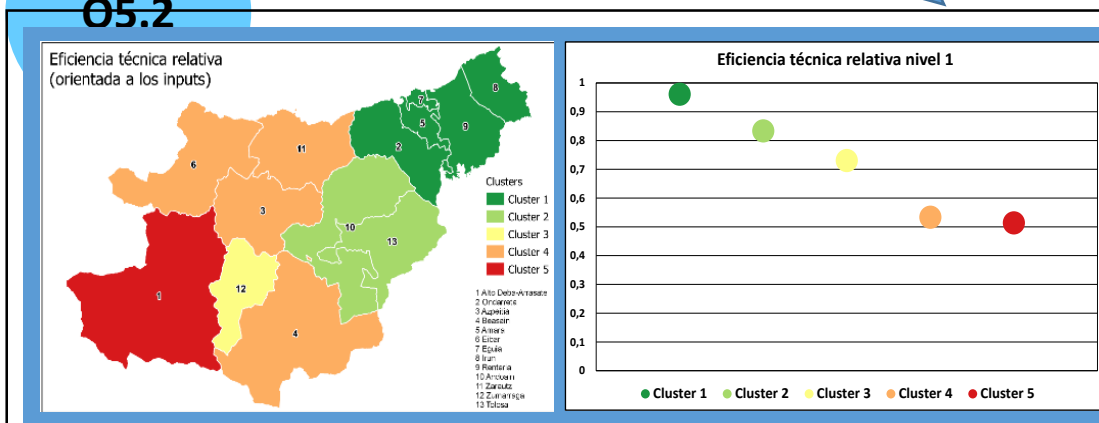 O5.2
Eficiencia técnica relativa
(orientada a los inputs)
6
11
7
8
5
9
2
3
10
13
12
1
4
Clusters
Cluster 1
Cluster 2
Cluster 3
Cluster 4
Cluster 5
1 Alto Deba-Arrasate
2 Ondarreta
3 Azpeitia
4 Beasain
5 Amara
6 Eibar
7 Eguia
8 Irun
9 Renteria
10 Andoain
11 Zarautz
12 Zumarraga
13 Tolosa
Eficiencia técnica relativa nivel 1
1
0,9
0,8
0,7
0,6
0,5
0,4
0,3
0,2
0,1
0
Cluster 1 Cluster 2 Cluster 3 Cluster 4 Cluster 5